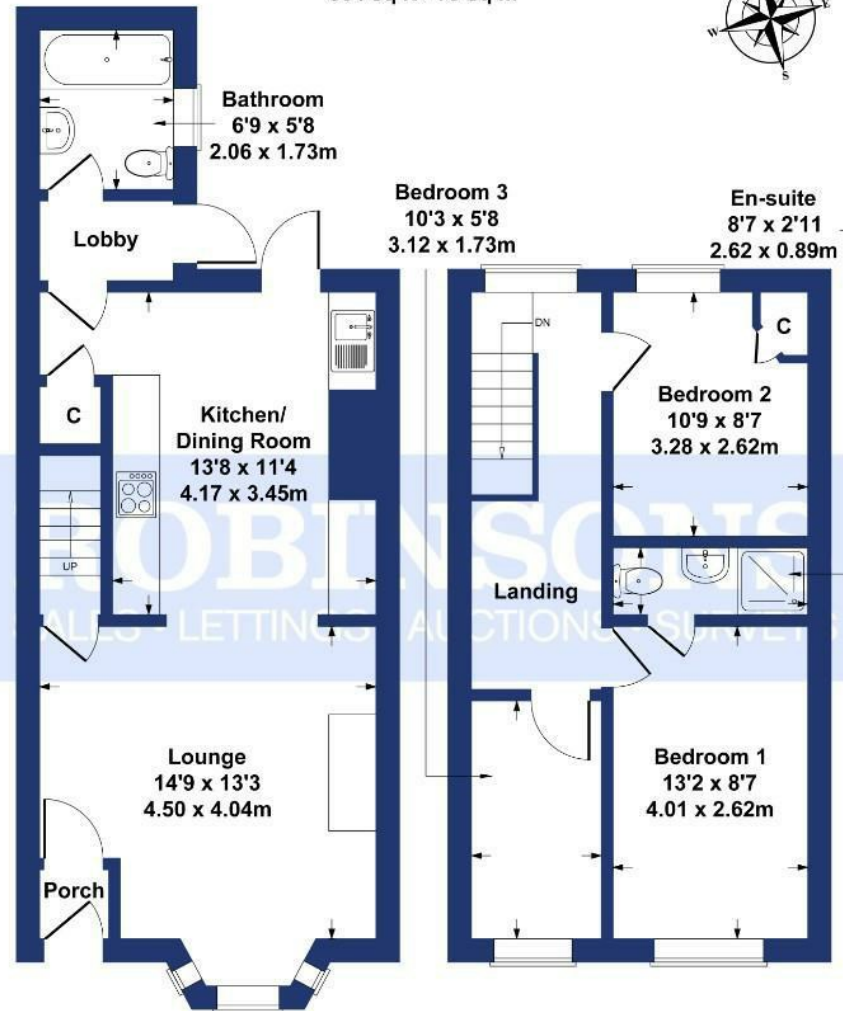 W
E
S
Bathroom
6'9 x 5'8
2.06 x 1.73m
Lobby
Bedroom 3
10'3 x 5'8
3.12 x 1.73m
En-suite
8'7 x 2'11
2.62 x 0.89m
DN
C
Bedroom 2
10'9 x 8'7
3.28 x 2.62m
C
Kitchen/
Dining Room
13'8 x 11'4
4.17 x 3.45m
UP
ROBINSONS
SALES · LETTINGS · AUCTIONS · SURVEYS
Landing
Lounge
14'9 x 13'3
4.50 x 4.04m
Bedroom 1
13'2 x 8'7
4.01 x 2.62m
Porch